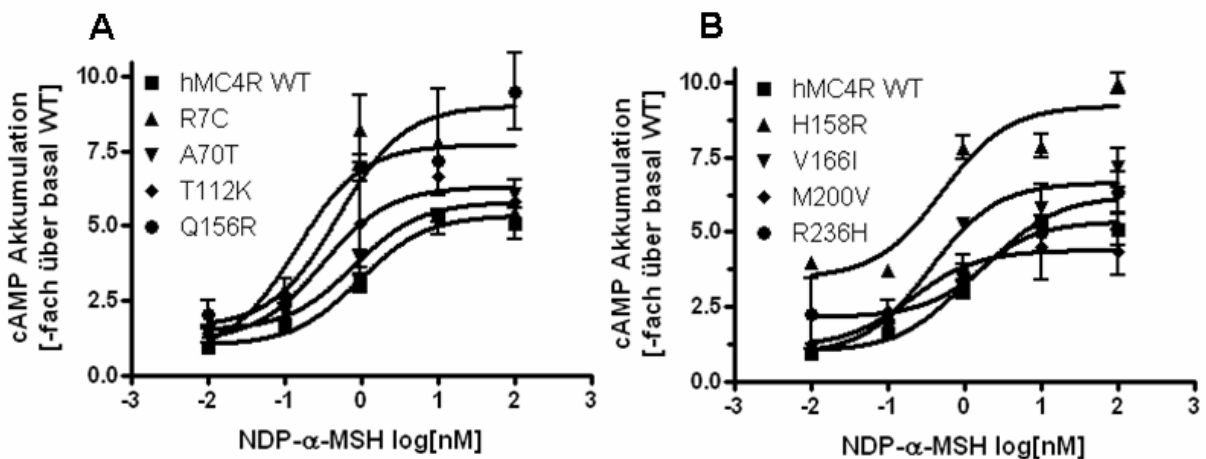 A
cAMP Akkumulation
[-fach über basal WT]
10.0
7.5
5.0
2.5
0.0
hMC4R WT
R7C
A70T
T112K
Q156R
-3 -2 -1 0 1 2 3
NDP-α-MSH log[nM]
B
cAMP Akkumulation
[-fach über basal WT]
10.0
7.5
5.0
2.5
0.0
hMC4R WT
H158R
V166I
M200V
R236H
-3 -2 -1 0 1 2 3
NDP-α-MSH log[nM]